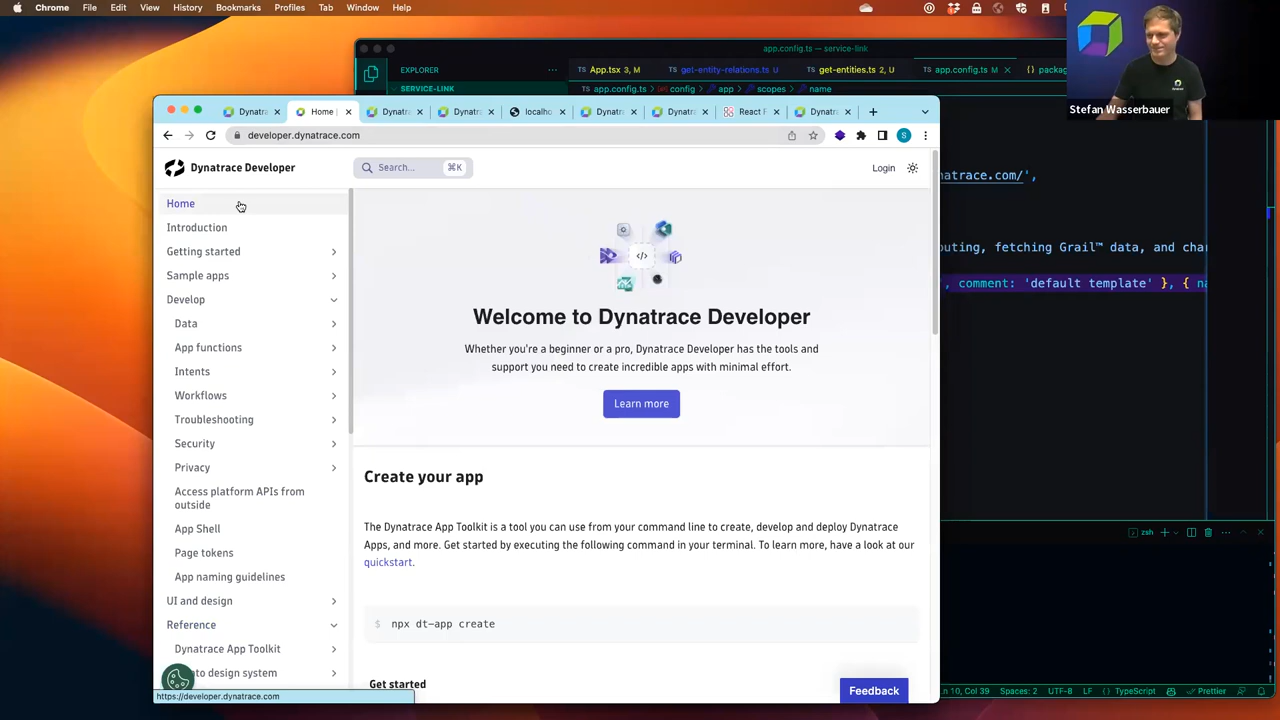 Chrome File Edit View History Bookmarks Profiles Tab Window Help
Stefan Wasserbauer
app.config.ts — service-link
EXPLORER
App.tsx 3, M
get-entity-relations.ts U
get-entities.ts 2, U
app.config.ts M
SERVICE-LINK
app.config.ts > config > app > scopes > name
Home
localho
React F
developer.dynatrace.com
Dynatrace Developer
Search... ⌘K
Login
Home
Introduction
Getting started
Sample apps
Develop
Data
App functions
Intents
Workflows
Troubleshooting
Security
Privacy
Access platform APIs from
outside
App Shell
Page tokens
App naming guidelines
UI and design
Reference
Dynatrace App Toolkit
to design system
https://developer.dynatrace.com
Welcome to Dynatrace Developer
Whether you're a beginner or a pro, Dynatrace Developer has the tools and
support you need to create incredible apps with minimal effort.
Learn more
Create your app
The Dynatrace App Toolkit is a tool you can use from your command line to create, develop and deploy Dynatrace
Apps, and more. Get started by executing the following command in your terminal. To learn more, have a look at our
quickstart.
$ npx dt-app create
Get started
Feedback
natrace.com/',
uting, fetching Grail™ data, and char
, comment: 'default template' }, { na
zsh
Ln 10, Col 39 Spaces: 2 UTF-8 LF { } TypeScript Prettier